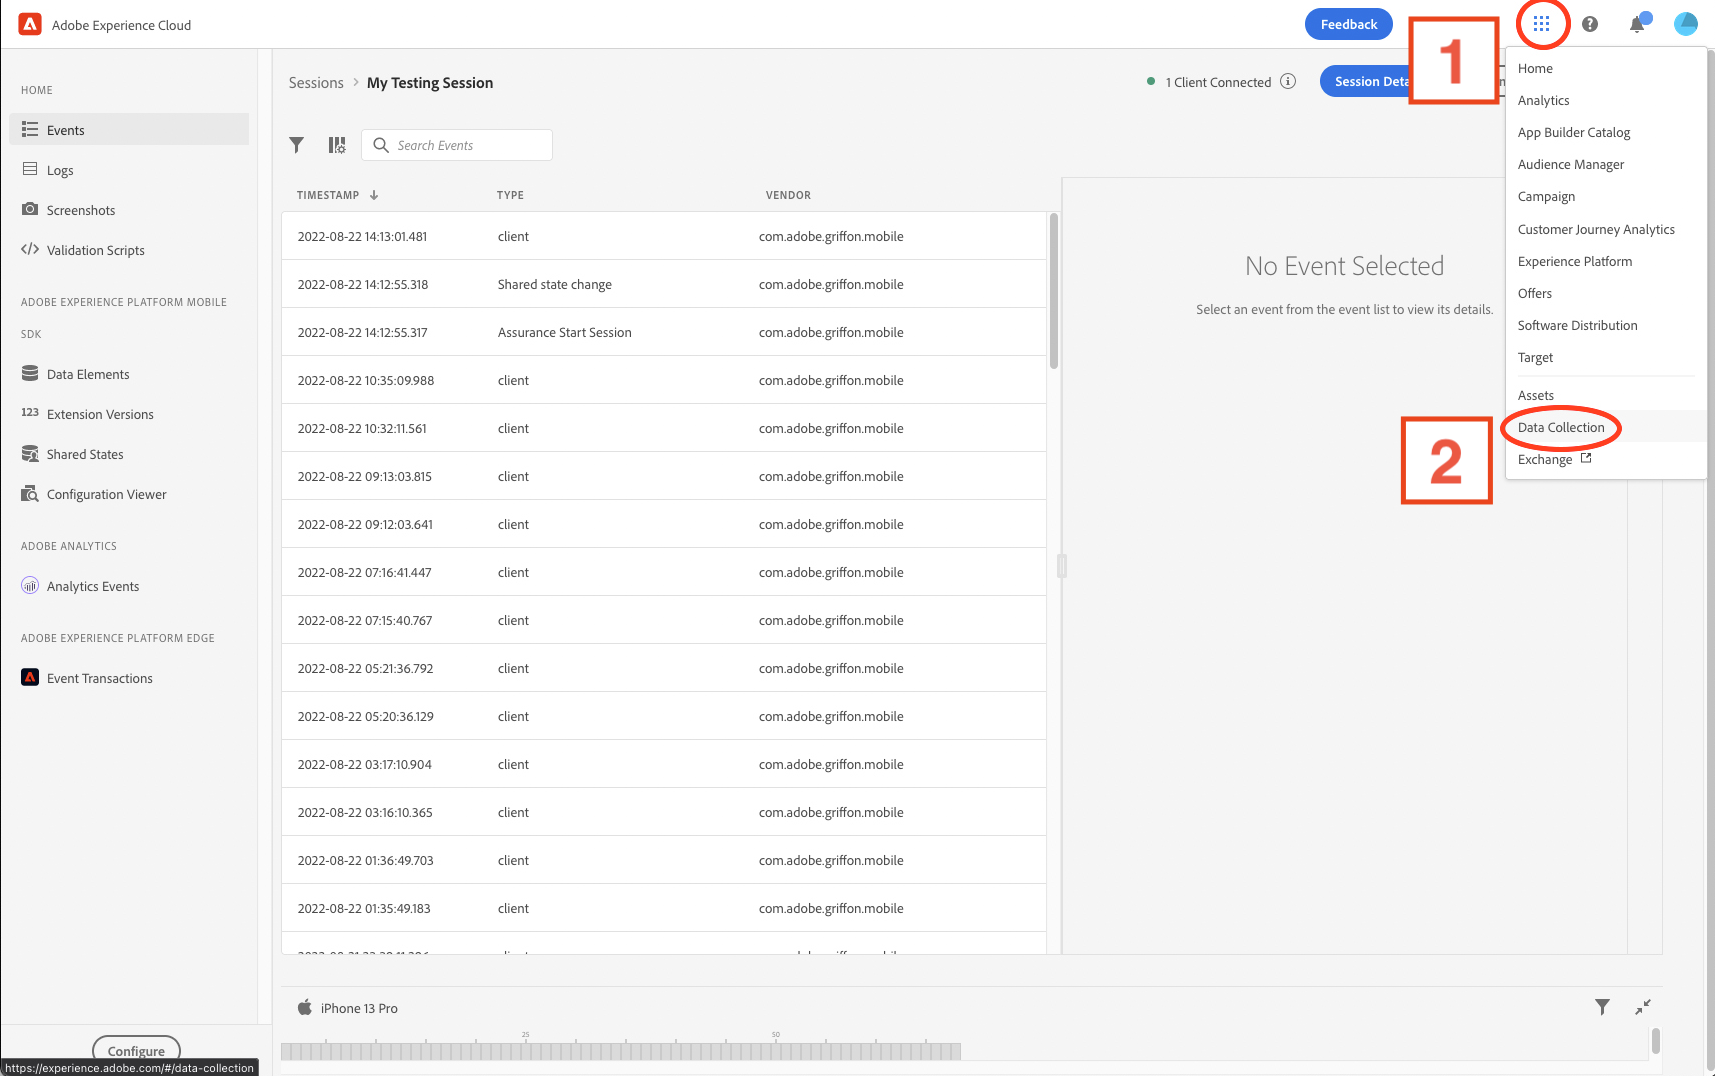 Adobe Experience Cloud
Feedback
1
HOME
Events
Logs
Screenshots
Validation Scripts
ADOBE EXPERIENCE PLATFORM MOBILE
SDK
Data Elements
123 Extension Versions
Shared States
Configuration Viewer
ADOBE ANALYTICS
Analytics Events
ADOBE EXPERIENCE PLATFORM EDGE
Event Transactions
Configure
https://experience.adobe.com/#/data-collection
Sessions > My Testing Session
1 Client Connected
Session Deta
Search Events
TIMESTAMP TYPE VENDOR
2022-08-22 14:13:01.481 client com.adobe.griffon.mobile
2022-08-22 14:12:55.318 Shared state change com.adobe.griffon.mobile
2022-08-22 14:12:55.317 Assurance Start Session com.adobe.griffon.mobile
2022-08-22 10:35:09.988 client com.adobe.griffon.mobile
2022-08-22 10:32:11.561 client com.adobe.griffon.mobile
2022-08-22 09:13:03.815 client com.adobe.griffon.mobile
2022-08-22 09:12:03.641 client com.adobe.griffon.mobile
2022-08-22 07:16:41.447 client com.adobe.griffon.mobile
2022-08-22 07:15:40.767 client com.adobe.griffon.mobile
2022-08-22 05:21:36.792 client com.adobe.griffon.mobile
2022-08-22 05:20:36.129 client com.adobe.griffon.mobile
2022-08-22 03:17:10.904 client com.adobe.griffon.mobile
2022-08-22 03:16:10.365 client com.adobe.griffon.mobile
2022-08-22 01:36:49.703 client com.adobe.griffon.mobile
2022-08-22 01:35:49.183 client com.adobe.griffon.mobile
No Event Selected
Select an event from the event list to view its details.
Home
Analytics
App Builder Catalog
Audience Manager
Campaign
Customer Journey Analytics
Experience Platform
Offers
Software Distribution
Target
Assets
Data Collection
2
Exchange
iPhone 13 Pro
25 50